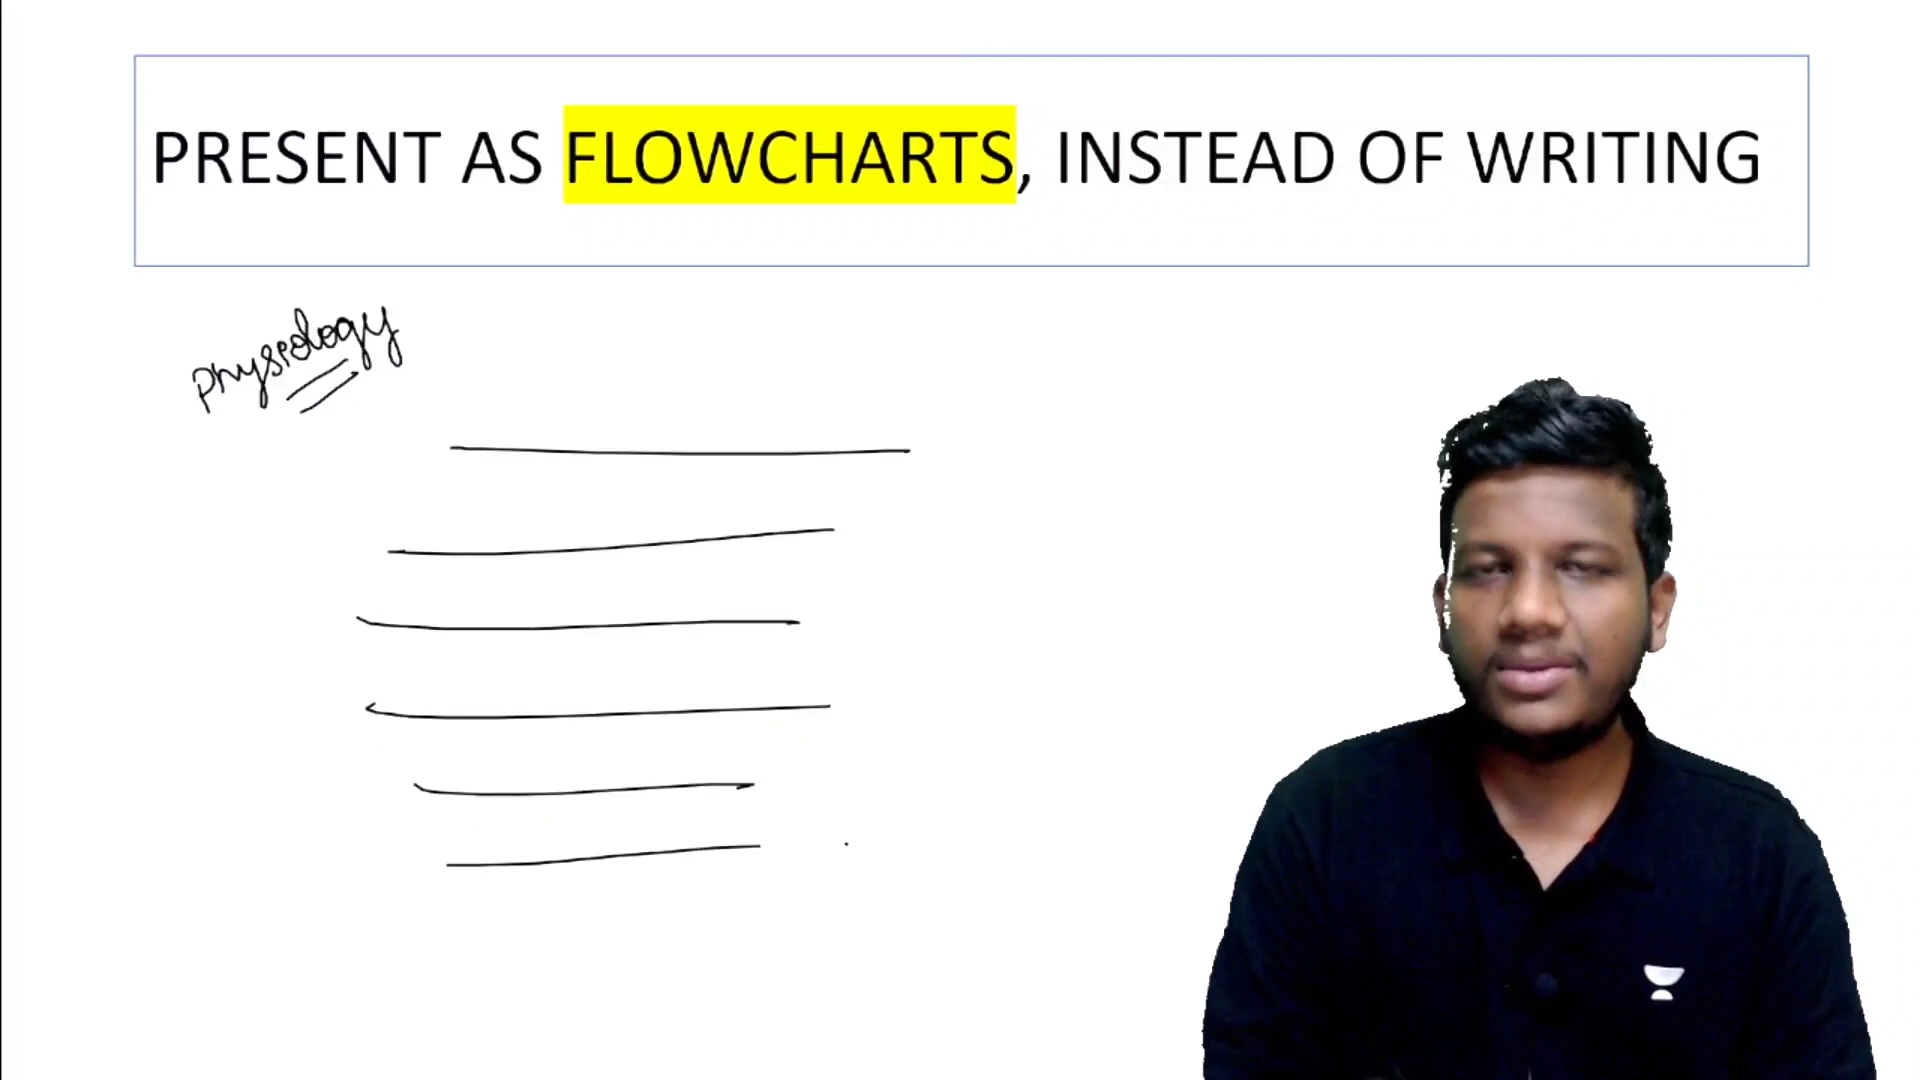 PRESENT AS FLOWCHARTS, INSTEAD OF WRITING
Physiology